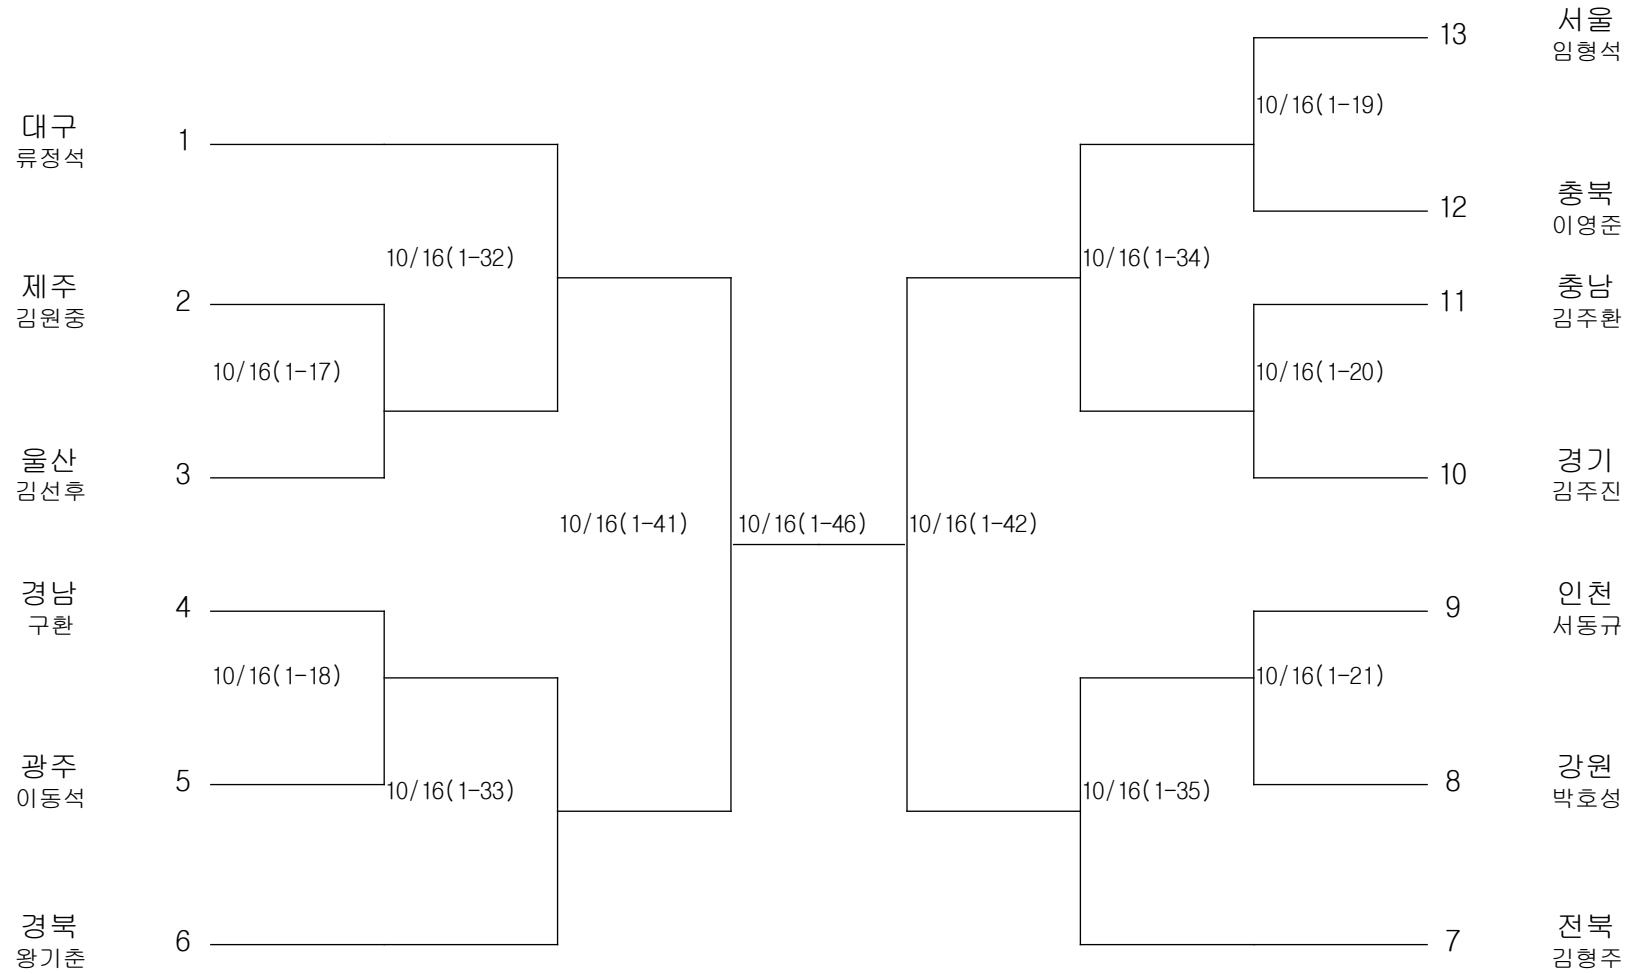 서울
임형석
13
10/16(1-19)
대구
류정석
1
12
충북
이영준
10/16(1-32)
10/16(1-34)
제주
김원중
2
11
충남
김주환
10/16(1-17)
10/16(1-20)
울산
김선후
3
10
경기
김주진
10/16(1-41)
10/16(1-46)
10/16(1-42)
경남
구환
4
9
인천
서동규
10/16(1-18)
10/16(1-21)
광주
이동석
5
10/16(1-33)
10/16(1-35)
8
강원
박호성
경북
왕기춘
6
7
전북
김형주